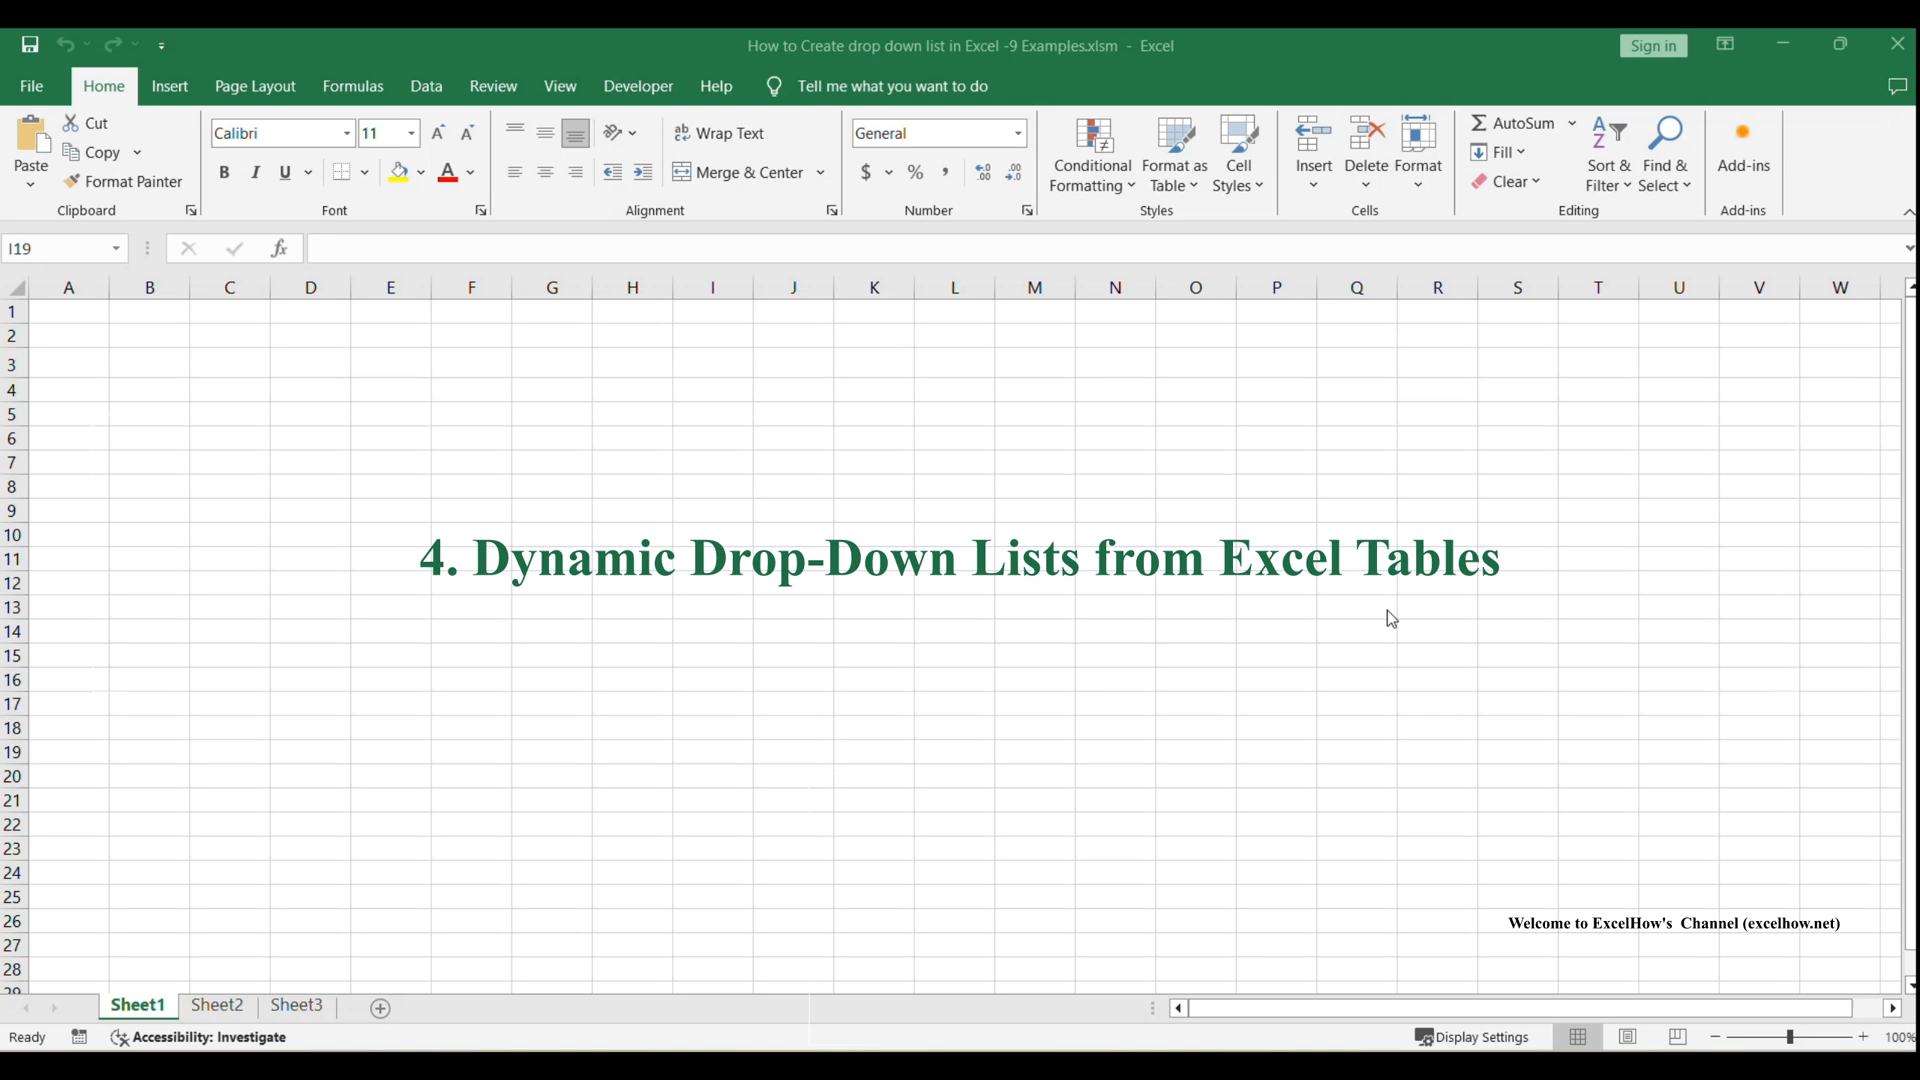 How to Create drop down list in Excel -9 Examples.xlsm - Excel
Sign in
File Home Insert Page Layout Formulas Data Review View Developer Help Tell me what you want to do
Cut
Copy
Format Painter
Paste
Clipboard
Calibri 11
B I U A
Font
Wrap Text
Merge & Center
Alignment
General
$ % ,
Number
Conditional Formatting
Format as Table
Cell Styles
Styles
Insert Delete Format
Cells
AutoSum
Fill
Clear
Sort & Filter
Find & Select
Editing
Add-ins
Add-ins
I19
fx
A B C D E F G H I J K L M N O P Q R S T U V W
1
2
3
4
5
6
7
8
9
10
11
4. Dynamic Drop-Down Lists from Excel Tables
12
13
14
15
16
17
18
19
20
21
22
23
24
25
26
Welcome to ExcelHow's Channel (excelhow.net)
27
28
29
Sheet1 Sheet2 Sheet3
Ready Accessibility: Investigate Display Settings 100%